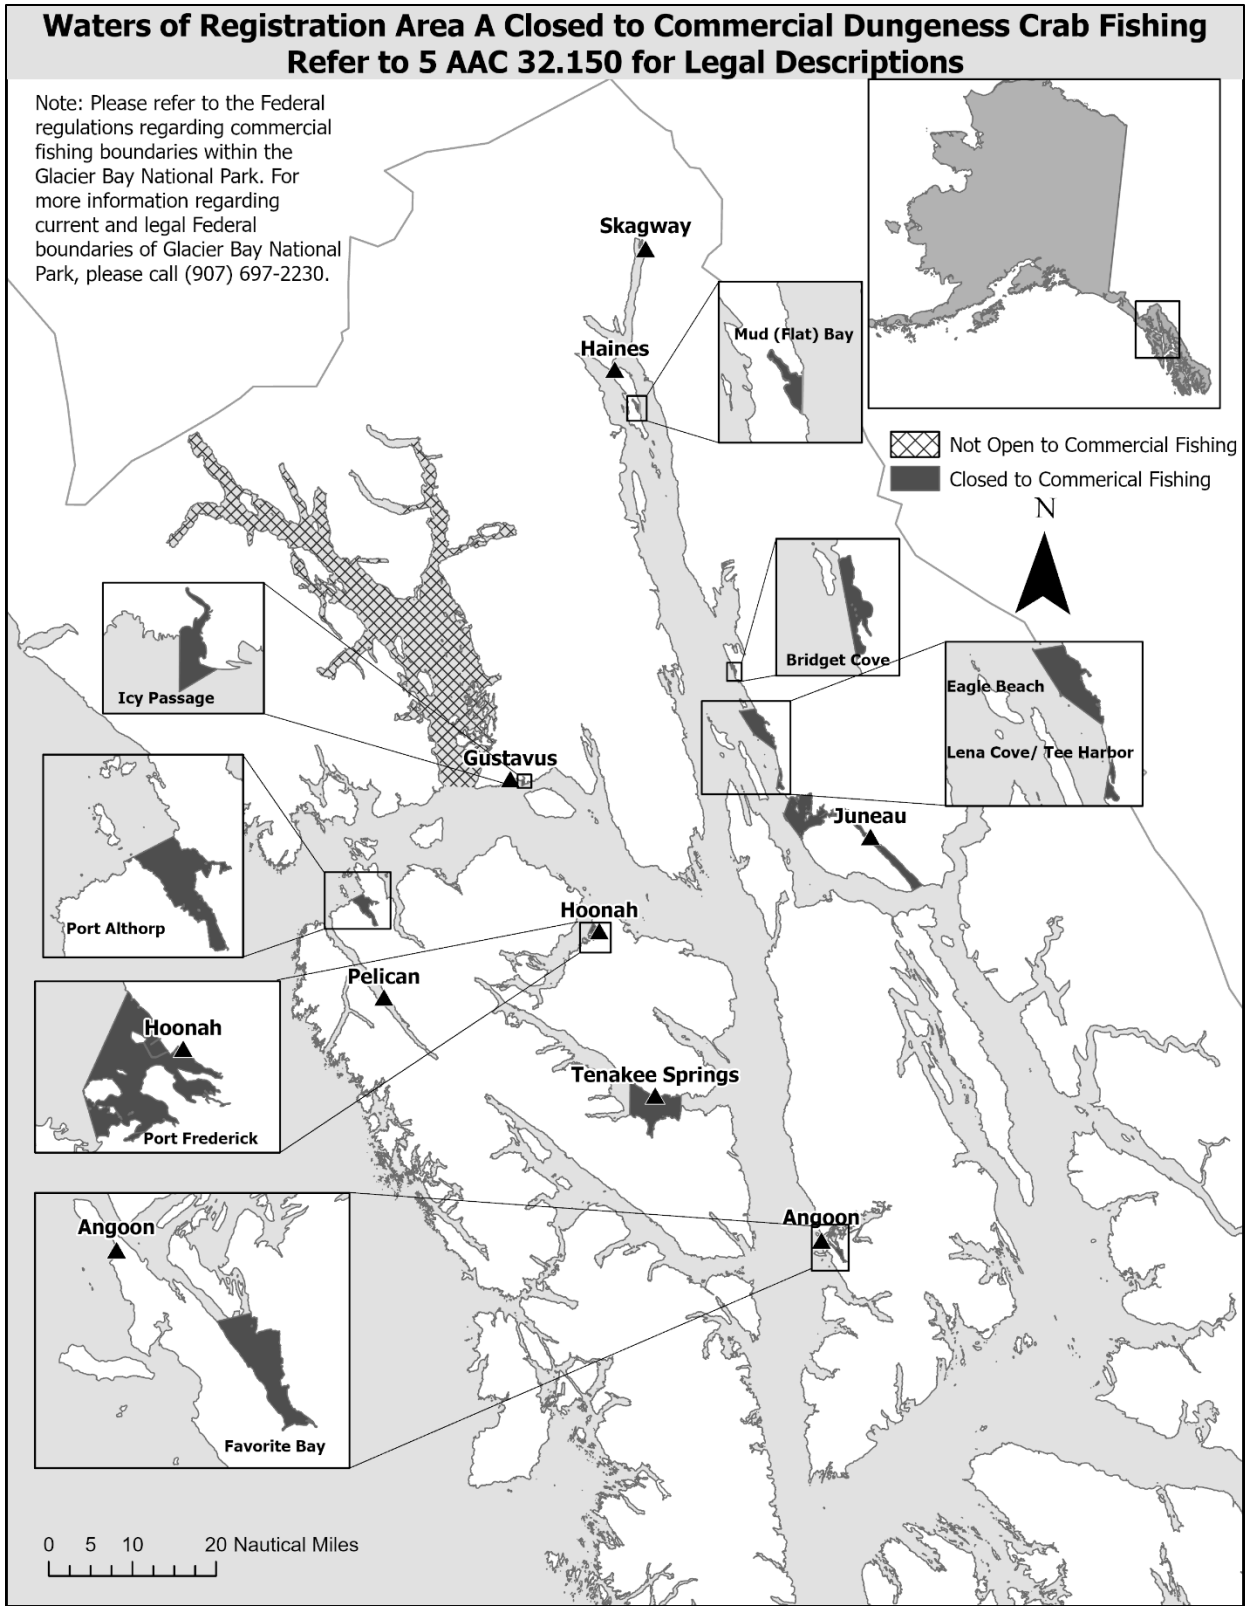 Waters of Registration Area A Closed to Commercial Dungeness Crab Fishing
Refer to 5 AAC 32.150 for Legal Descriptions
Note: Please refer to the Federal
regulations regarding commercial
fishing boundaries within the
Glacier Bay National Park. For
more information regarding
current and legal Federal
boundaries of Glacier Bay National
Park, please call (907) 697-2230.
Skagway
Mud (Flat) Bay
Haines
Not Open to Commercial Fishing
Closed to Commerical Fishing
N
Bridget Cove
Eagle Beach
Icy Passage
Lena Cove/ Tee Harbor
Gustavus
Juneau
Port Althorp
Hoonah
Pelican
Hoonah
Port Frederick
Tenakee Springs
Angoon
Angoon
Favorite Bay
0 5 10 20 Nautical Miles